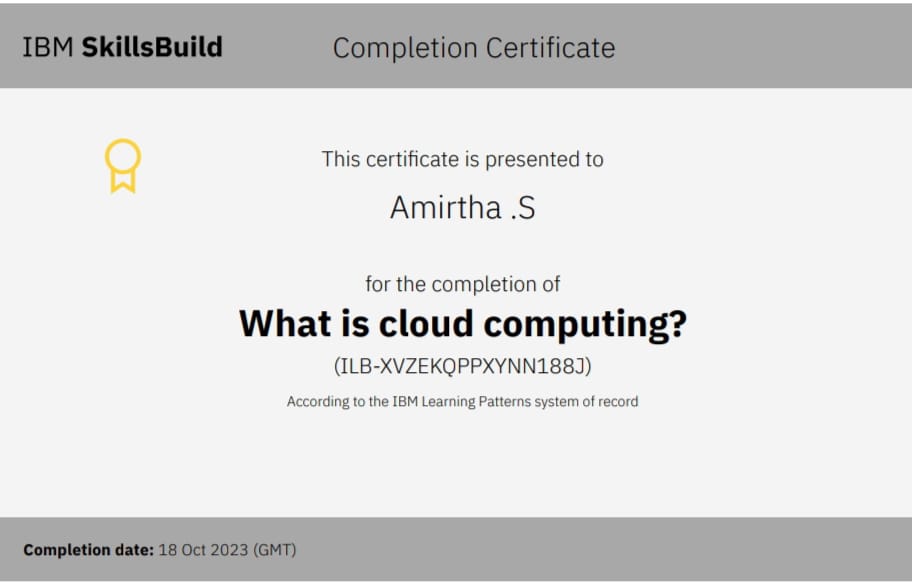 IBM SkillsBuild
Completion Certificate
This certificate is presented to
Amirtha .S
for the completion of
What is cloud computing?
(ILB-XVZEKQPPXYNN188J)
According to the IBM Learning Patterns system of record
Completion date: 18 Oct 2023 (GMT)